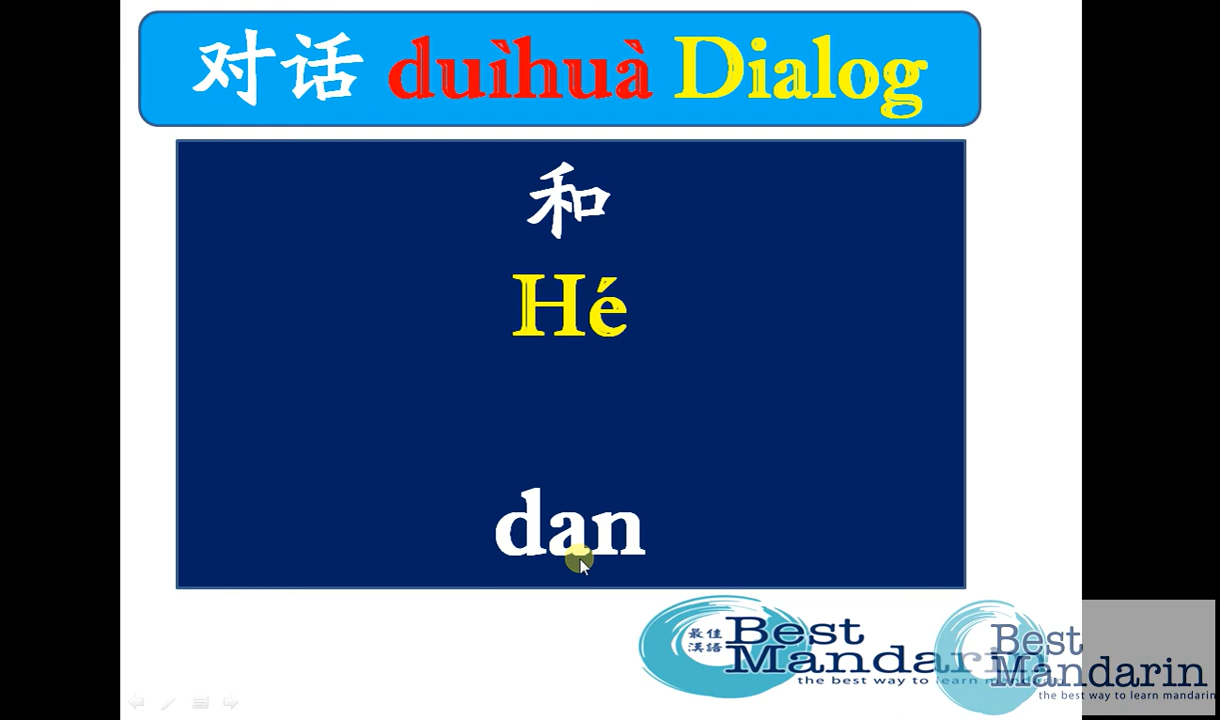 对话 duìhuà Dialog
和
Hé
dan
最佳
漢語
Best
Mandarin
the best way to learn mandarin
Best
Mandarin
the best way to learn mandarin